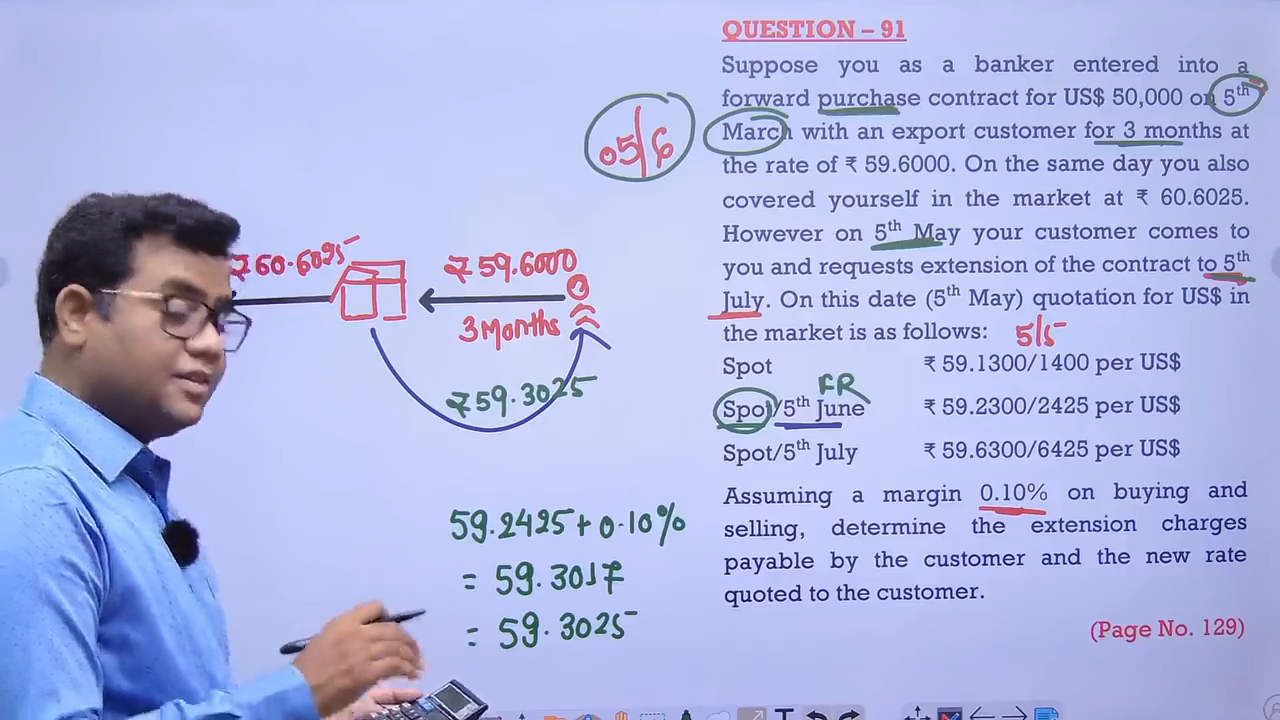 QUESTION – 91
Suppose you as a banker entered into a
forward purchase contract for US$ 50,000 on 5th
March with an export customer for 3 months at
the rate of ₹ 59.6000. On the same day you also
covered yourself in the market at ₹ 60.6025.
However on 5th May your customer comes to
you and requests extension of the contract to 5th
July. On this date (5th May) quotation for US$ in
the market is as follows: 5/5
Spot ₹ 59.1300/1400 per US$
FR
Spot/5th June ₹ 59.2300/2425 per US$
Spot/5th July ₹ 59.6300/6425 per US$
Assuming a margin 0.10% on buying and
selling, determine the extension charges
payable by the customer and the new rate
quoted to the customer.
(Page No. 129)
05/6
₹60.6025
₹59.6000
3 Months
₹59.3025
59.2425 + 0.10%
= 59.3017
= 59.3025